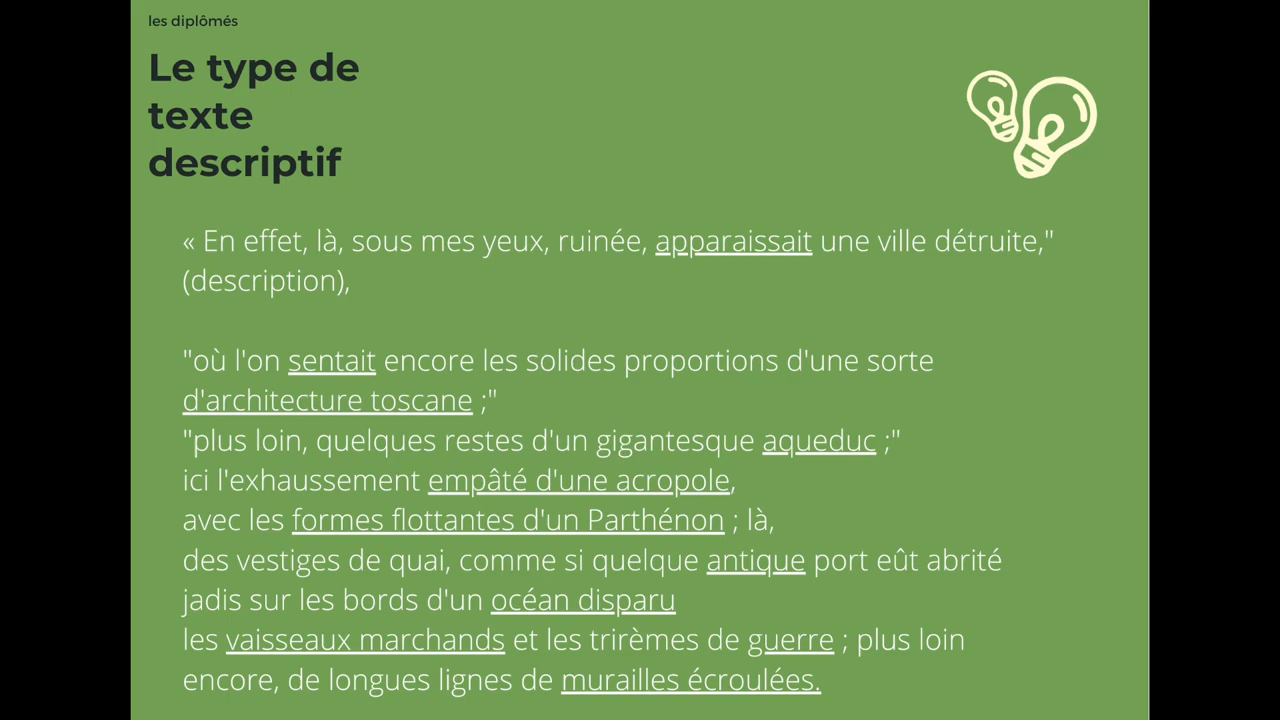 les diplômés
Le type de
texte
descriptif
« En effet, là, sous mes yeux, ruinée, apparaissait une ville détruite,"
(description),
"où l'on sentait encore les solides proportions d'une sorte
d'architecture toscane ;"
"plus loin, quelques restes d'un gigantesque aqueduc ;"
ici l'exhaussement empâté d'une acropole,
avec les formes flottantes d'un Parthénon ; là,
des vestiges de quai, comme si quelque antique port eût abrité
jadis sur les bords d'un océan disparu
les vaisseaux marchands et les trirèmes de guerre ; plus loin
encore, de longues lignes de murailles écroulées.